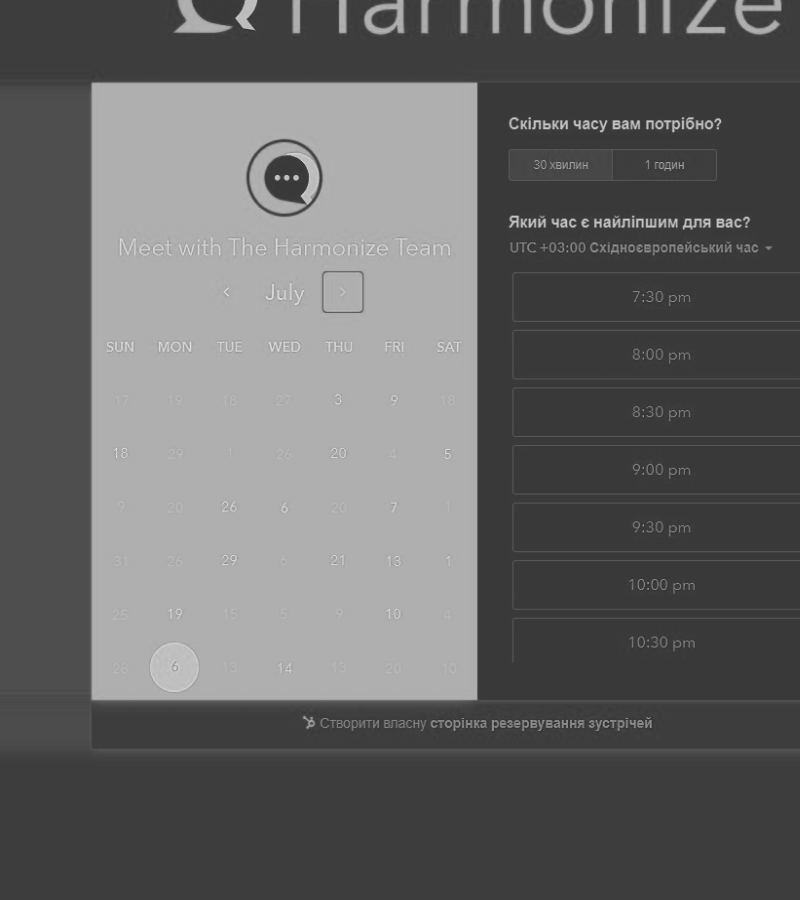 Harmonize
Meet with The Harmonize Team
July
SUN MON TUE WED THU FRI SAT
17 19 18 27 3 9 18
18 29 1 26 20 4 5
9 20 26 6 20 7 1
31 26 29 6 21 13 1
25 19 15 5 9 10 4
28 6 13 14 13 20 10
Скільки часу вам потрібно?
30 хвилин 1 годин
Який час є найліпшим для вас?
UTC +03:00 Східноєвропейський час
7:30 pm
8:00 pm
8:30 pm
9:00 pm
9:30 pm
10:00 pm
10:30 pm
Створити власну сторінка резервування зустрічей